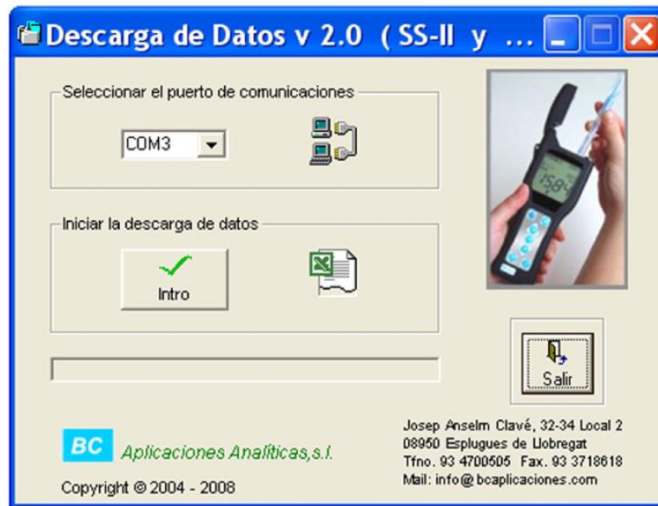 Descarga de Datos v 2.0 ( SS-II y ...
Seleccionar el puerto de comunicaciones
COM3
Iniciar la descarga de datos
Intro
1584
Salir
BC Aplicaciones Analíticas,s.l.
Copyright © 2004 - 2008
Josep Anselm Clavé, 32-34 Local 2
08950 Esplugues de Llobregat
Tfno. 93 4700505 Fax. 93 3718618
Mail: info@bcaplicaciones.com